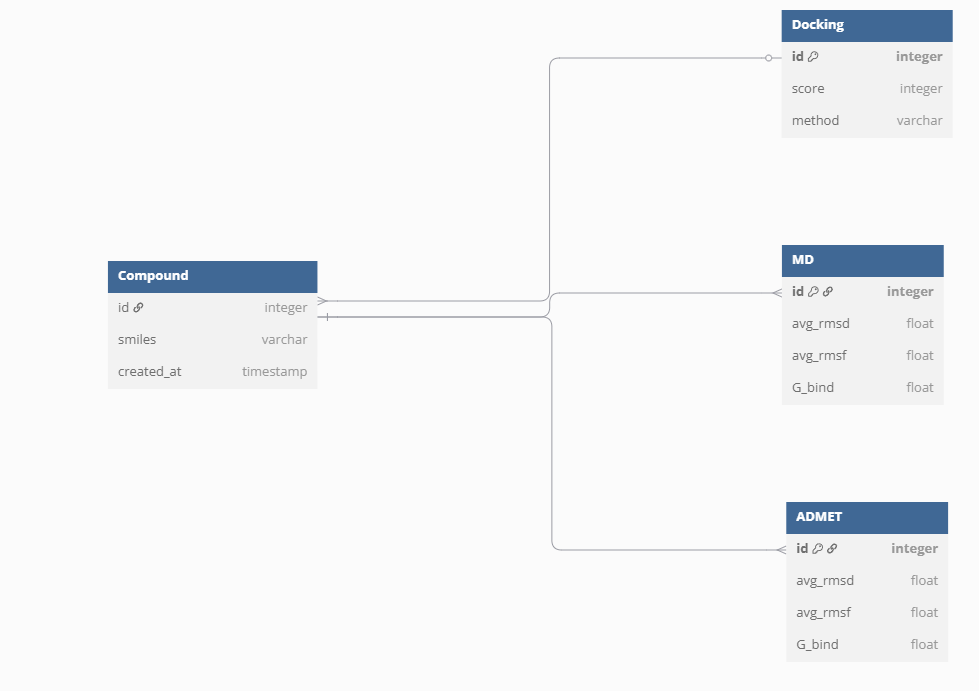 Docking
id integer
score integer
method varchar
Compound
id integer
smiles varchar
created_at timestamp
MD
id integer
avg_rmsd float
avg_rmsf float
G_bind float
ADMET
id integer
avg_rmsd float
avg_rmsf float
G_bind float